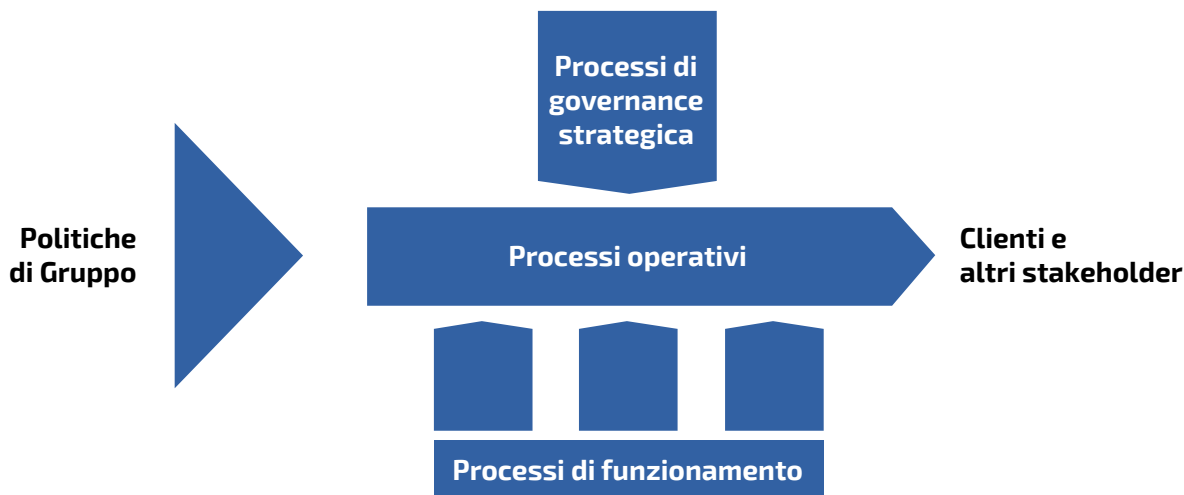 Processi di
governance
strategica
Politiche
di Gruppo
Processi operativi
Clienti e
altri stakeholder
Processi di funzionamento